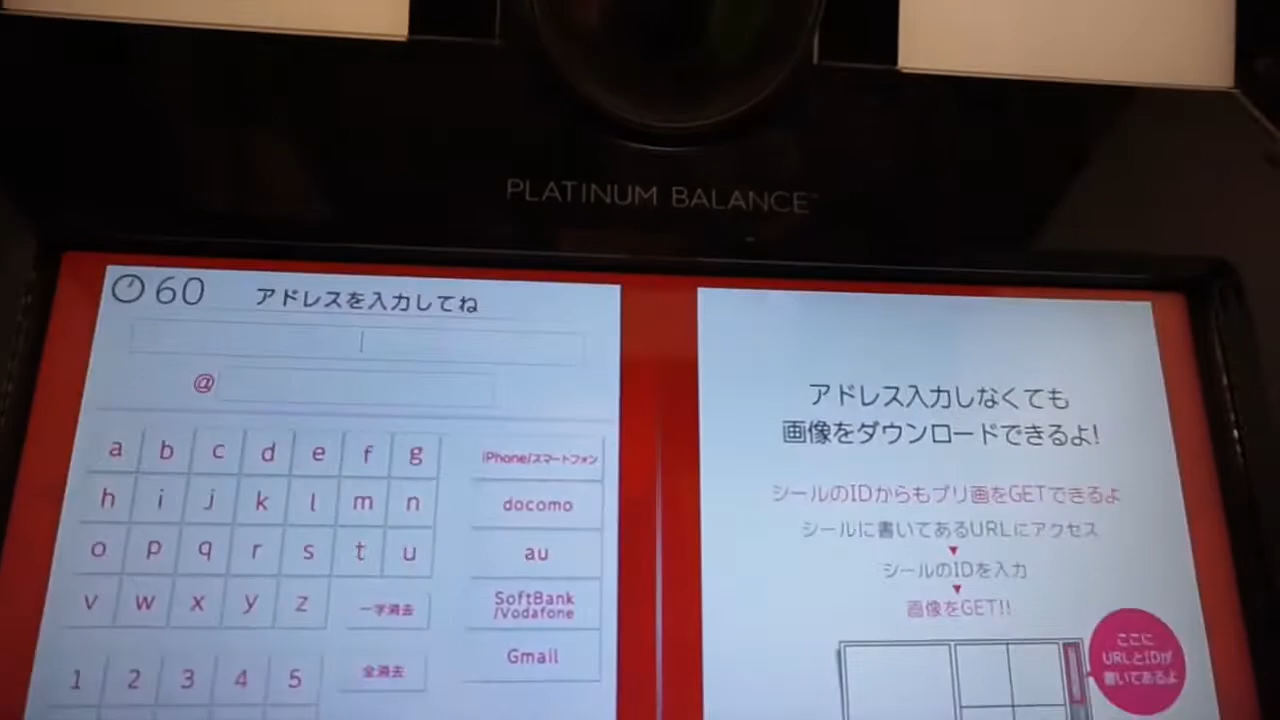 PLATINUM BALANCE
60
アドレスを入力してね
@
a b c d e f g
h i j k l m n
o p q r s t u
v w x y z
一字消去
1 2 3 4 5
全消去
iPhone/スマートフォン
docomo
au
SoftBank
/Vodafone
Gmail
アドレス入力しなくても
画像をダウンロードできるよ!
シールのIDからもプリ画をGETできるよ
シールに書いてあるURLにアクセス
▼
シールのIDを入力
▼
画像をGET!!
ここに
URLとIDが
書いてあるよ